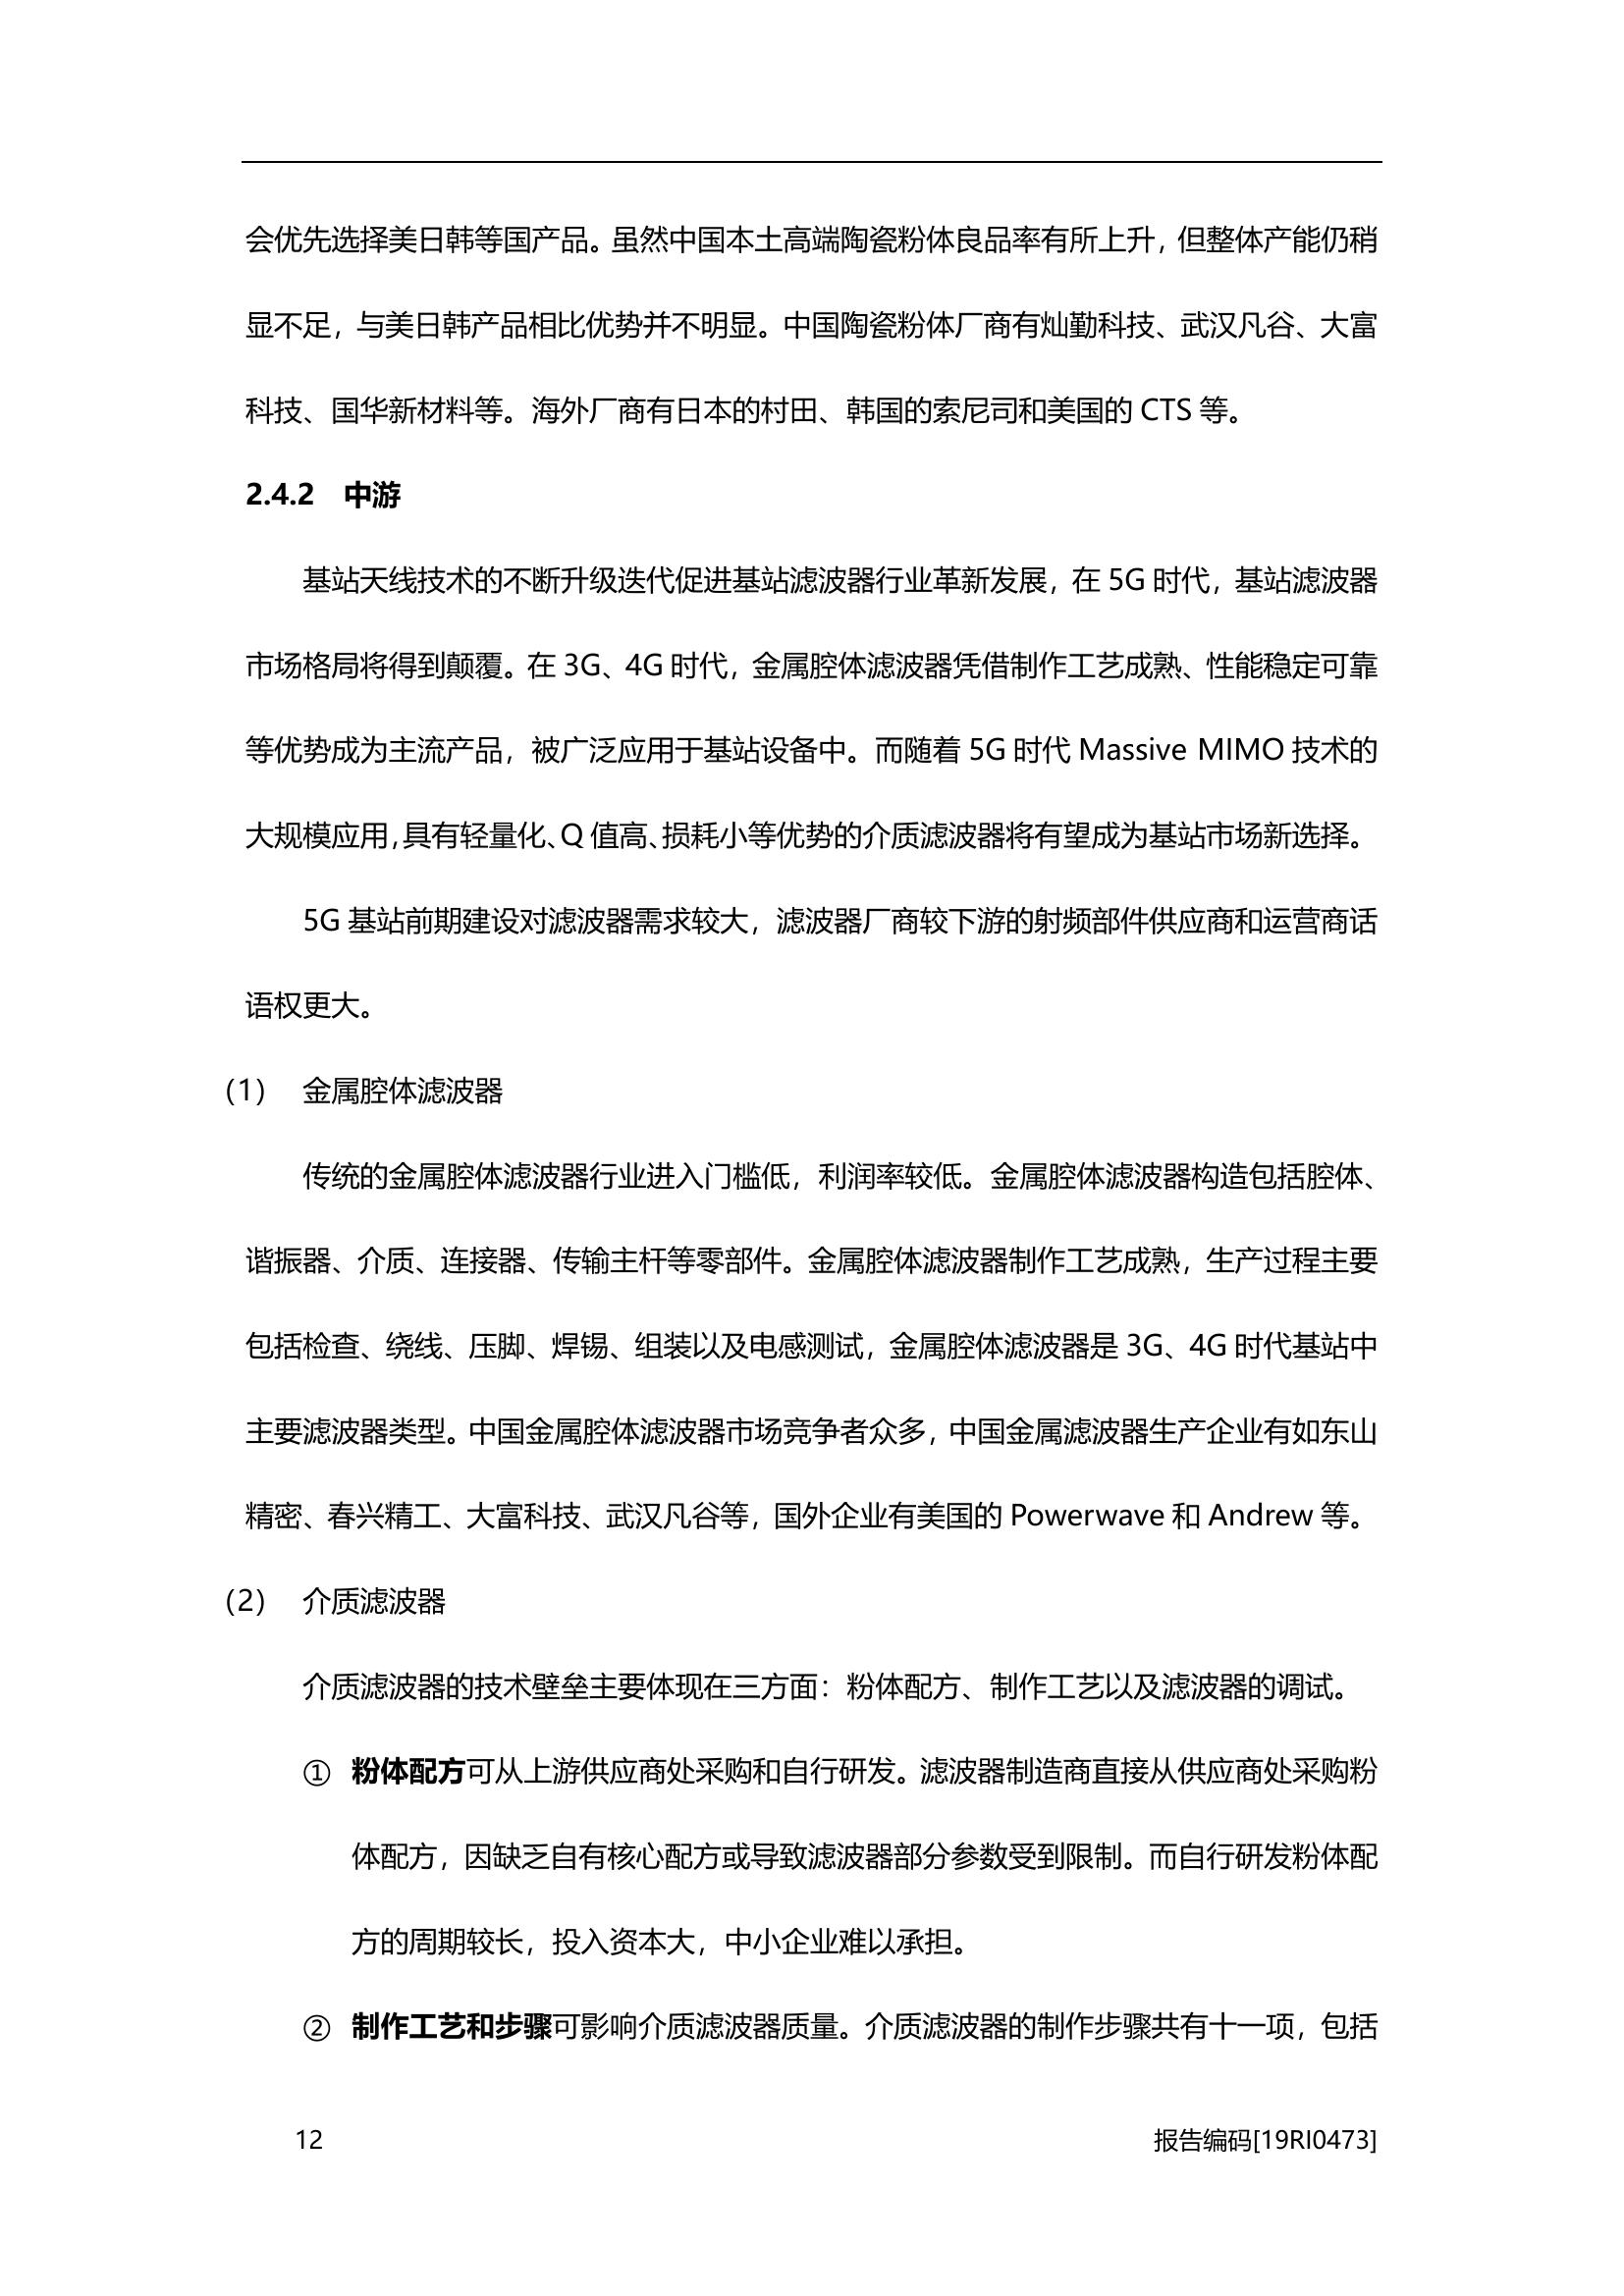 会优先选择美日韩等国产品。虽然中国本土高端陶瓷粉体良品率有所上升，但整体产能仍稍
显不足，与美日韩产品相比优势并不明显。中国陶瓷粉体厂商有灿勤科技、武汉凡谷、大富
科技、国华新材料等。海外厂商有日本的村田、韩国的索尼司和美国的 CTS 等。
2.4.2 中游
基站天线技术的不断升级迭代促进基站滤波器行业革新发展，在 5G 时代，基站滤波器
市场格局将得到颠覆。在 3G、4G 时代，金属腔体滤波器凭借制作工艺成熟、性能稳定可靠
等优势成为主流产品，被广泛应用于基站设备中。而随着 5G 时代 Massive MIMO 技术的
大规模应用，具有轻量化、Q 值高、损耗小等优势的介质滤波器将有望成为基站市场新选择。
5G 基站前期建设对滤波器需求较大，滤波器厂商较下游的射频部件供应商和运营商话
语权更大。
（1） 金属腔体滤波器
传统的金属腔体滤波器行业进入门槛低，利润率较低。金属腔体滤波器构造包括腔体、
谐振器、介质、连接器、传输主杆等零部件。金属腔体滤波器制作工艺成熟，生产过程主要
包括检查、绕线、压脚、焊锡、组装以及电感测试，金属腔体滤波器是 3G、4G 时代基站中
主要滤波器类型。中国金属腔体滤波器市场竞争者众多，中国金属滤波器生产企业有如东山
精密、春兴精工、大富科技、武汉凡谷等，国外企业有美国的 Powerwave 和 Andrew 等。
（2） 介质滤波器
介质滤波器的技术壁垒主要体现在三方面：粉体配方、制作工艺以及滤波器的调试。
① 粉体配方可从上游供应商处采购和自行研发。滤波器制造商直接从供应商处采购粉
体配方，因缺乏自有核心配方或导致滤波器部分参数受到限制。而自行研发粉体配
方的周期较长，投入资本大，中小企业难以承担。
② 制作工艺和步骤可影响介质滤波器质量。介质滤波器的制作步骤共有十一项，包括
12 报告编码[19RI0473]